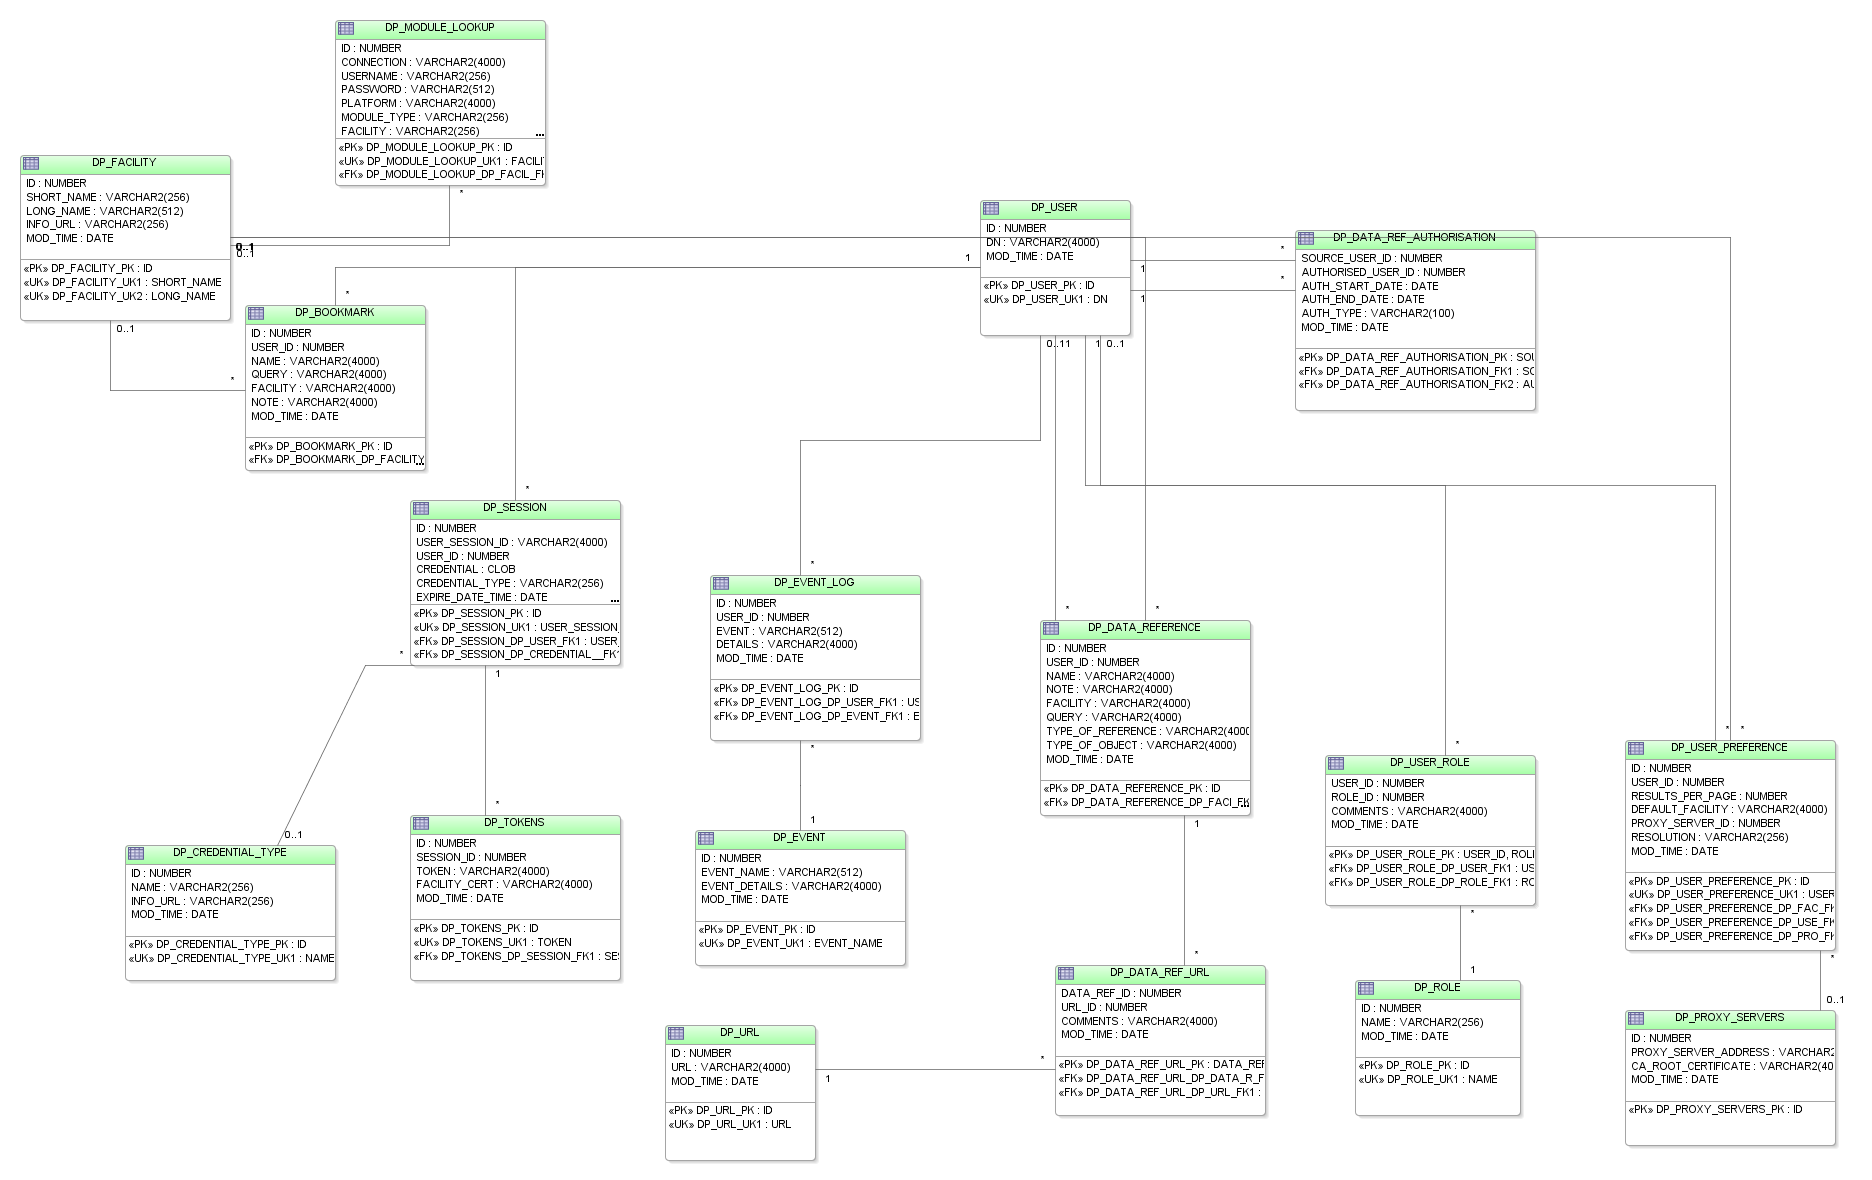 DP_MODULE_LOOKUP
ID : NUMBER
CONNECTION : VARCHAR2(4000)
USERNAME : VARCHAR2(256)
PASSWORD : VARCHAR2(512)
PLATFORM : VARCHAR2(4000)
MODULE_TYPE : VARCHAR2(256)
FACILITY : VARCHAR2(256) ...
«PK» DP_MODULE_LOOKUP_PK : ID
«UK» DP_MODULE_LOOKUP_UK1 : FACILI
«FK» DP_MODULE_LOOKUP_DP_FACIL_F
*
DP_FACILITY
ID : NUMBER
SHORT_NAME : VARCHAR2(256)
LONG_NAME : VARCHAR2(512)
INFO_URL : VARCHAR2(256)
MOD_TIME : DATE
«PK» DP_FACILITY_PK : ID
«UK» DP_FACILITY_UK1 : SHORT_NAME
«UK» DP_FACILITY_UK2 : LONG_NAME
0..1
0..1
0..1
*
DP_USER
ID : NUMBER
DN : VARCHAR2(4000)
MOD_TIME : DATE
«PK» DP_USER_PK : ID
«UK» DP_USER_UK1 : DN
1
1
1
*
*
0..11
1
0..1
DP_DATA_REF_AUTHORISATION
SOURCE_USER_ID : NUMBER
AUTHORISED_USER_ID : NUMBER
AUTH_START_DATE : DATE
AUTH_END_DATE : DATE
AUTH_TYPE : VARCHAR2(100)
MOD_TIME : DATE
«PK» DP_DATA_REF_AUTHORISATION_PK : SOU
«FK» DP_DATA_REF_AUTHORISATION_FK1 : SO
«FK» DP_DATA_REF_AUTHORISATION_FK2 : AU
*
DP_BOOKMARK
ID : NUMBER
USER_ID : NUMBER
NAME : VARCHAR2(4000)
QUERY : VARCHAR2(4000)
FACILITY : VARCHAR2(4000)
NOTE : VARCHAR2(4000)
MOD_TIME : DATE
«PK» DP_BOOKMARK_PK : ID
«FK» DP_BOOKMARK_DP_FACILITY...
*
DP_SESSION
ID : NUMBER
USER_SESSION_ID : VARCHAR2(4000)
USER_ID : NUMBER
CREDENTIAL : CLOB
CREDENTIAL_TYPE : VARCHAR2(256)
EXPIRE_DATE_TIME : DATE ...
«PK» DP_SESSION_PK : ID
«UK» DP_SESSION_UK1 : USER_SESSION_
«FK» DP_SESSION_DP_USER_FK1 : USER_
«FK» DP_SESSION_DP_CREDENTIAL__FK
*
1
*
DP_EVENT_LOG
ID : NUMBER
USER_ID : NUMBER
EVENT : VARCHAR2(512)
DETAILS : VARCHAR2(4000)
MOD_TIME : DATE
«PK» DP_EVENT_LOG_PK : ID
«FK» DP_EVENT_LOG_DP_USER_FK1 : US
«FK» DP_EVENT_LOG_DP_EVENT_FK1 : E
*
1
*
*
DP_DATA_REFERENCE
ID : NUMBER
USER_ID : NUMBER
NAME : VARCHAR2(4000)
NOTE : VARCHAR2(4000)
FACILITY : VARCHAR2(4000)
QUERY : VARCHAR2(4000)
TYPE_OF_REFERENCE : VARCHAR2(4000
TYPE_OF_OBJECT : VARCHAR2(4000)
MOD_TIME : DATE
«PK» DP_DATA_REFERENCE_PK : ID
«FK» DP_DATA_REFERENCE_DP_FACI_FK...
1
*
*
DP_USER_ROLE
USER_ID : NUMBER
ROLE_ID : NUMBER
COMMENTS : VARCHAR2(4000)
MOD_TIME : DATE
«PK» DP_USER_ROLE_PK : USER_ID, ROL
«FK» DP_USER_ROLE_DP_USER_FK1 : US
«FK» DP_USER_ROLE_DP_ROLE_FK1 : RO
*
1
* *
DP_USER_PREFERENCE
ID : NUMBER
USER_ID : NUMBER
RESULTS_PER_PAGE : NUMBER
DEFAULT_FACILITY : VARCHAR2(4000)
PROXY_SERVER_ID : NUMBER
RESOLUTION : VARCHAR2(256)
MOD_TIME : DATE
«PK» DP_USER_PREFERENCE_PK : ID
«UK» DP_USER_PREFERENCE_UK1 : USER
«FK» DP_USER_PREFERENCE_DP_FAC_F
«FK» DP_USER_PREFERENCE_DP_USE_F
«FK» DP_USER_PREFERENCE_DP_PRO_F
*
0..1
0..1
DP_CREDENTIAL_TYPE
ID : NUMBER
NAME : VARCHAR2(256)
INFO_URL : VARCHAR2(256)
MOD_TIME : DATE
«PK» DP_CREDENTIAL_TYPE_PK : ID
«UK» DP_CREDENTIAL_TYPE_UK1 : NAME
*
DP_TOKENS
ID : NUMBER
SESSION_ID : NUMBER
TOKEN : VARCHAR2(4000)
FACILITY_CERT : VARCHAR2(4000)
MOD_TIME : DATE
«PK» DP_TOKENS_PK : ID
«UK» DP_TOKENS_UK1 : TOKEN
«FK» DP_TOKENS_DP_SESSION_FK1 : SE
DP_EVENT
ID : NUMBER
EVENT_NAME : VARCHAR2(512)
EVENT_DETAILS : VARCHAR2(4000)
MOD_TIME : DATE
«PK» DP_EVENT_PK : ID
«UK» DP_EVENT_UK1 : EVENT_NAME
DP_DATA_REF_URL
DATA_REF_ID : NUMBER
URL_ID : NUMBER
COMMENTS : VARCHAR2(4000)
MOD_TIME : DATE
«PK» DP_DATA_REF_URL_PK : DATA_REF
«FK» DP_DATA_REF_URL_DP_DATA_R_F
«FK» DP_DATA_REF_URL_DP_URL_FK1 :
*
1
DP_URL
ID : NUMBER
URL : VARCHAR2(4000)
MOD_TIME : DATE
«PK» DP_URL_PK : ID
«UK» DP_URL_UK1 : URL
DP_ROLE
ID : NUMBER
NAME : VARCHAR2(256)
MOD_TIME : DATE
«PK» DP_ROLE_PK : ID
«UK» DP_ROLE_UK1 : NAME
DP_PROXY_SERVERS
ID : NUMBER
PROXY_SERVER_ADDRESS : VARCHAR2
CA_ROOT_CERTIFICATE : VARCHAR2(40
MOD_TIME : DATE
«PK» DP_PROXY_SERVERS_PK : ID